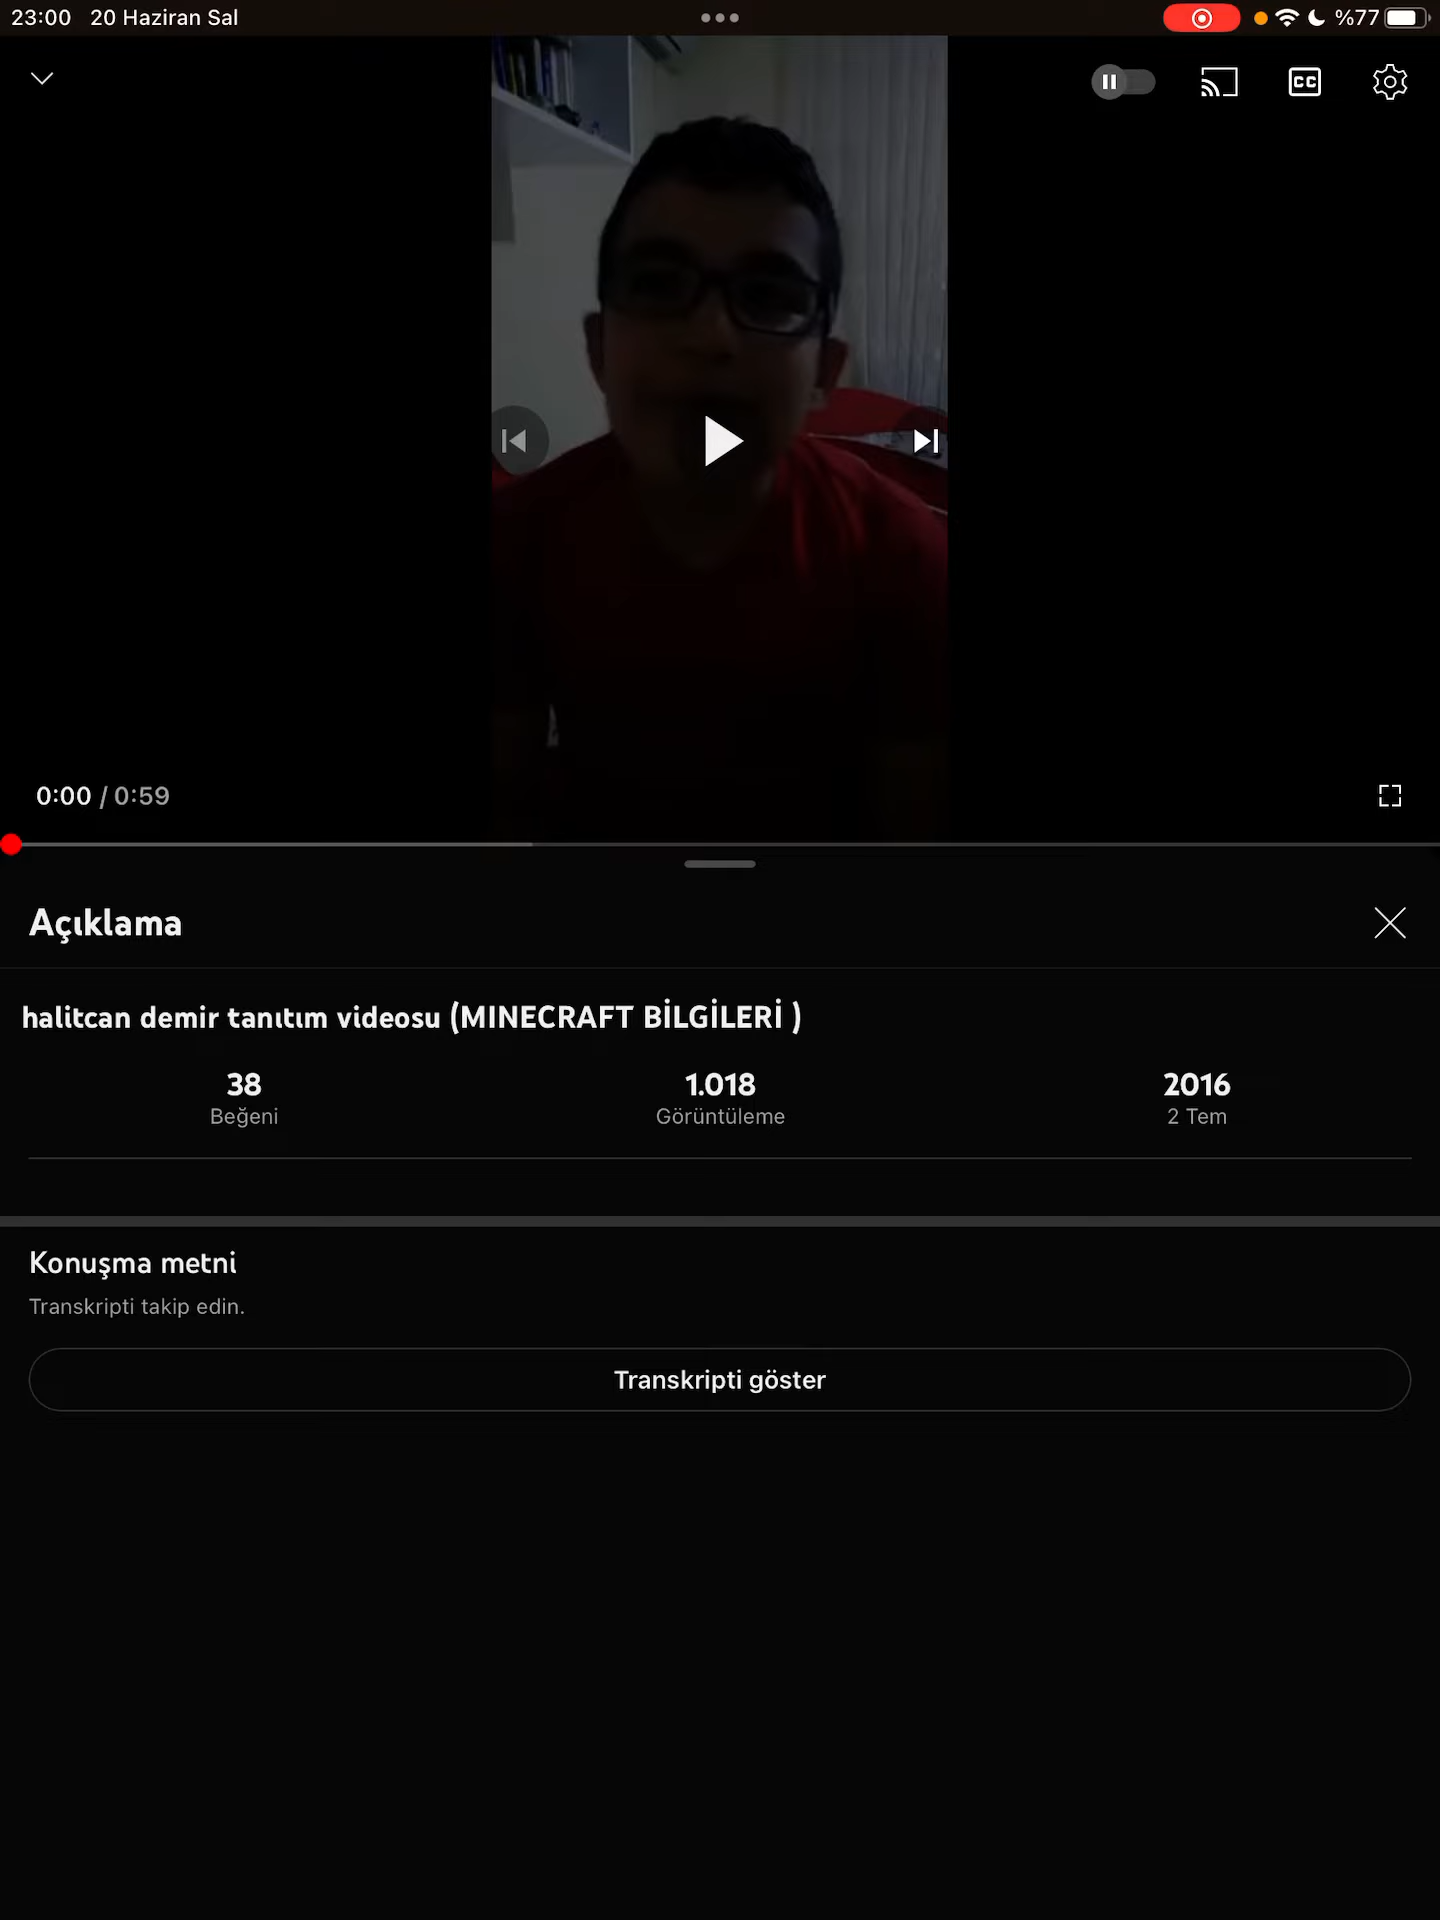 23:00 20 Haziran Sal %77
CC
0:00 / 0:59
Açıklama
halitcan demir tanıtım videosu (MINECRAFT BİLGİLERİ )
38 1.018 2016
Beğeni Görüntüleme 2 Tem
Konuşma metni
Transkripti takip edin.
Transkripti göster